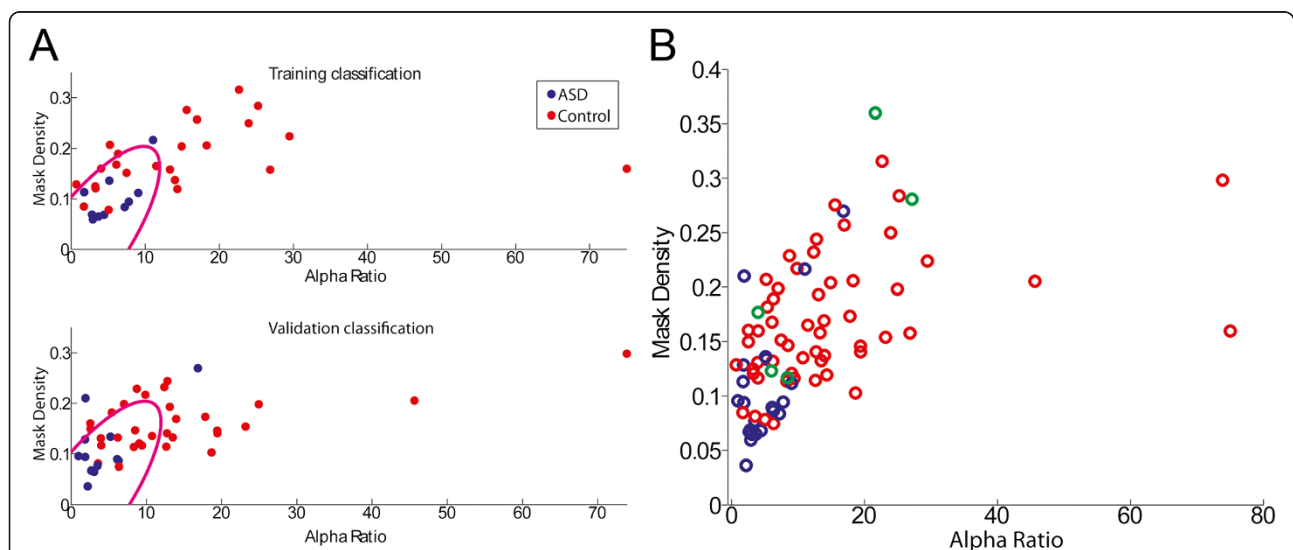 A
Training classification
ASD
Control
Mask Density
0.3
0.2
0.1
0
0 10 20 30 40 50 60 70
Alpha Ratio
Validation classification
Mask Density
0.3
0.2
0.1
0
0 10 20 30 40 50 60 70
Alpha Ratio
B
Mask Density
0.4
0.35
0.3
0.25
0.2
0.15
0.1
0.05
0
0 20 40 60 80
Alpha Ratio